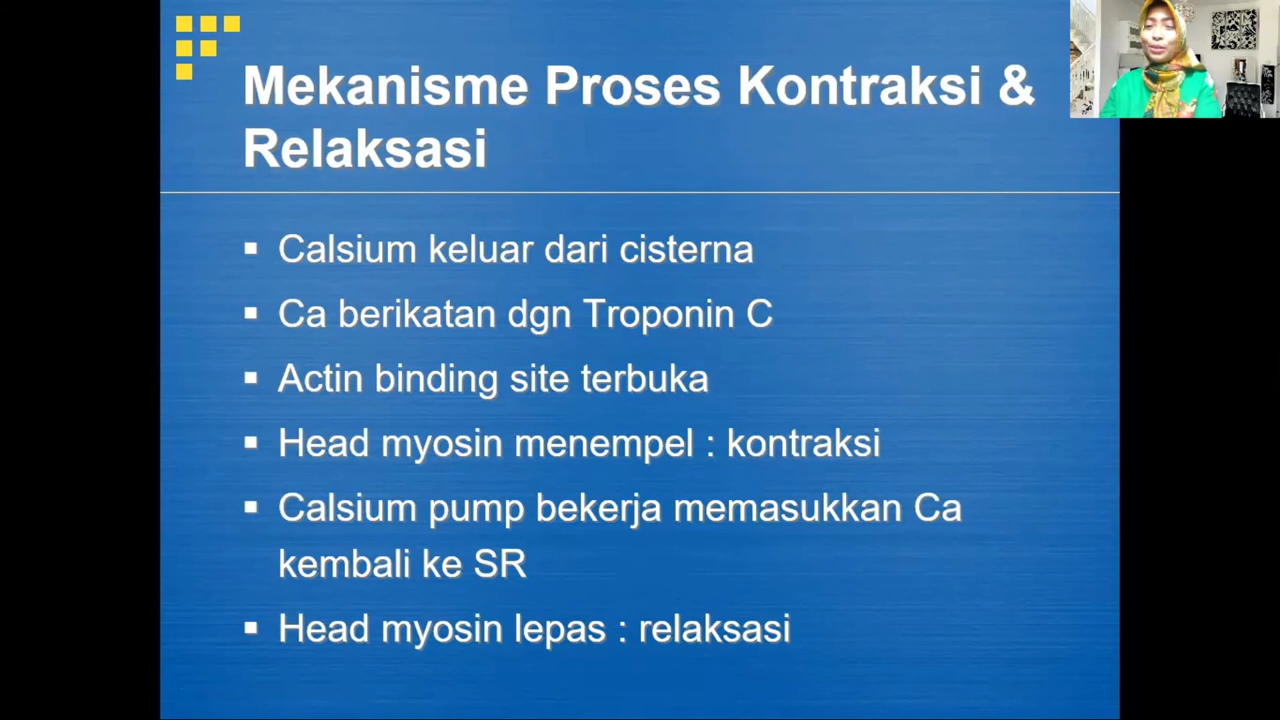 Mekanisme Proses Kontraksi &
Relaksasi
Calsium keluar dari cisterna
Ca berikatan dgn Troponin C
Actin binding site terbuka
Head myosin menempel : kontraksi
Calsium pump bekerja memasukkan Ca
kembali ke SR
Head myosin lepas : relaksasi